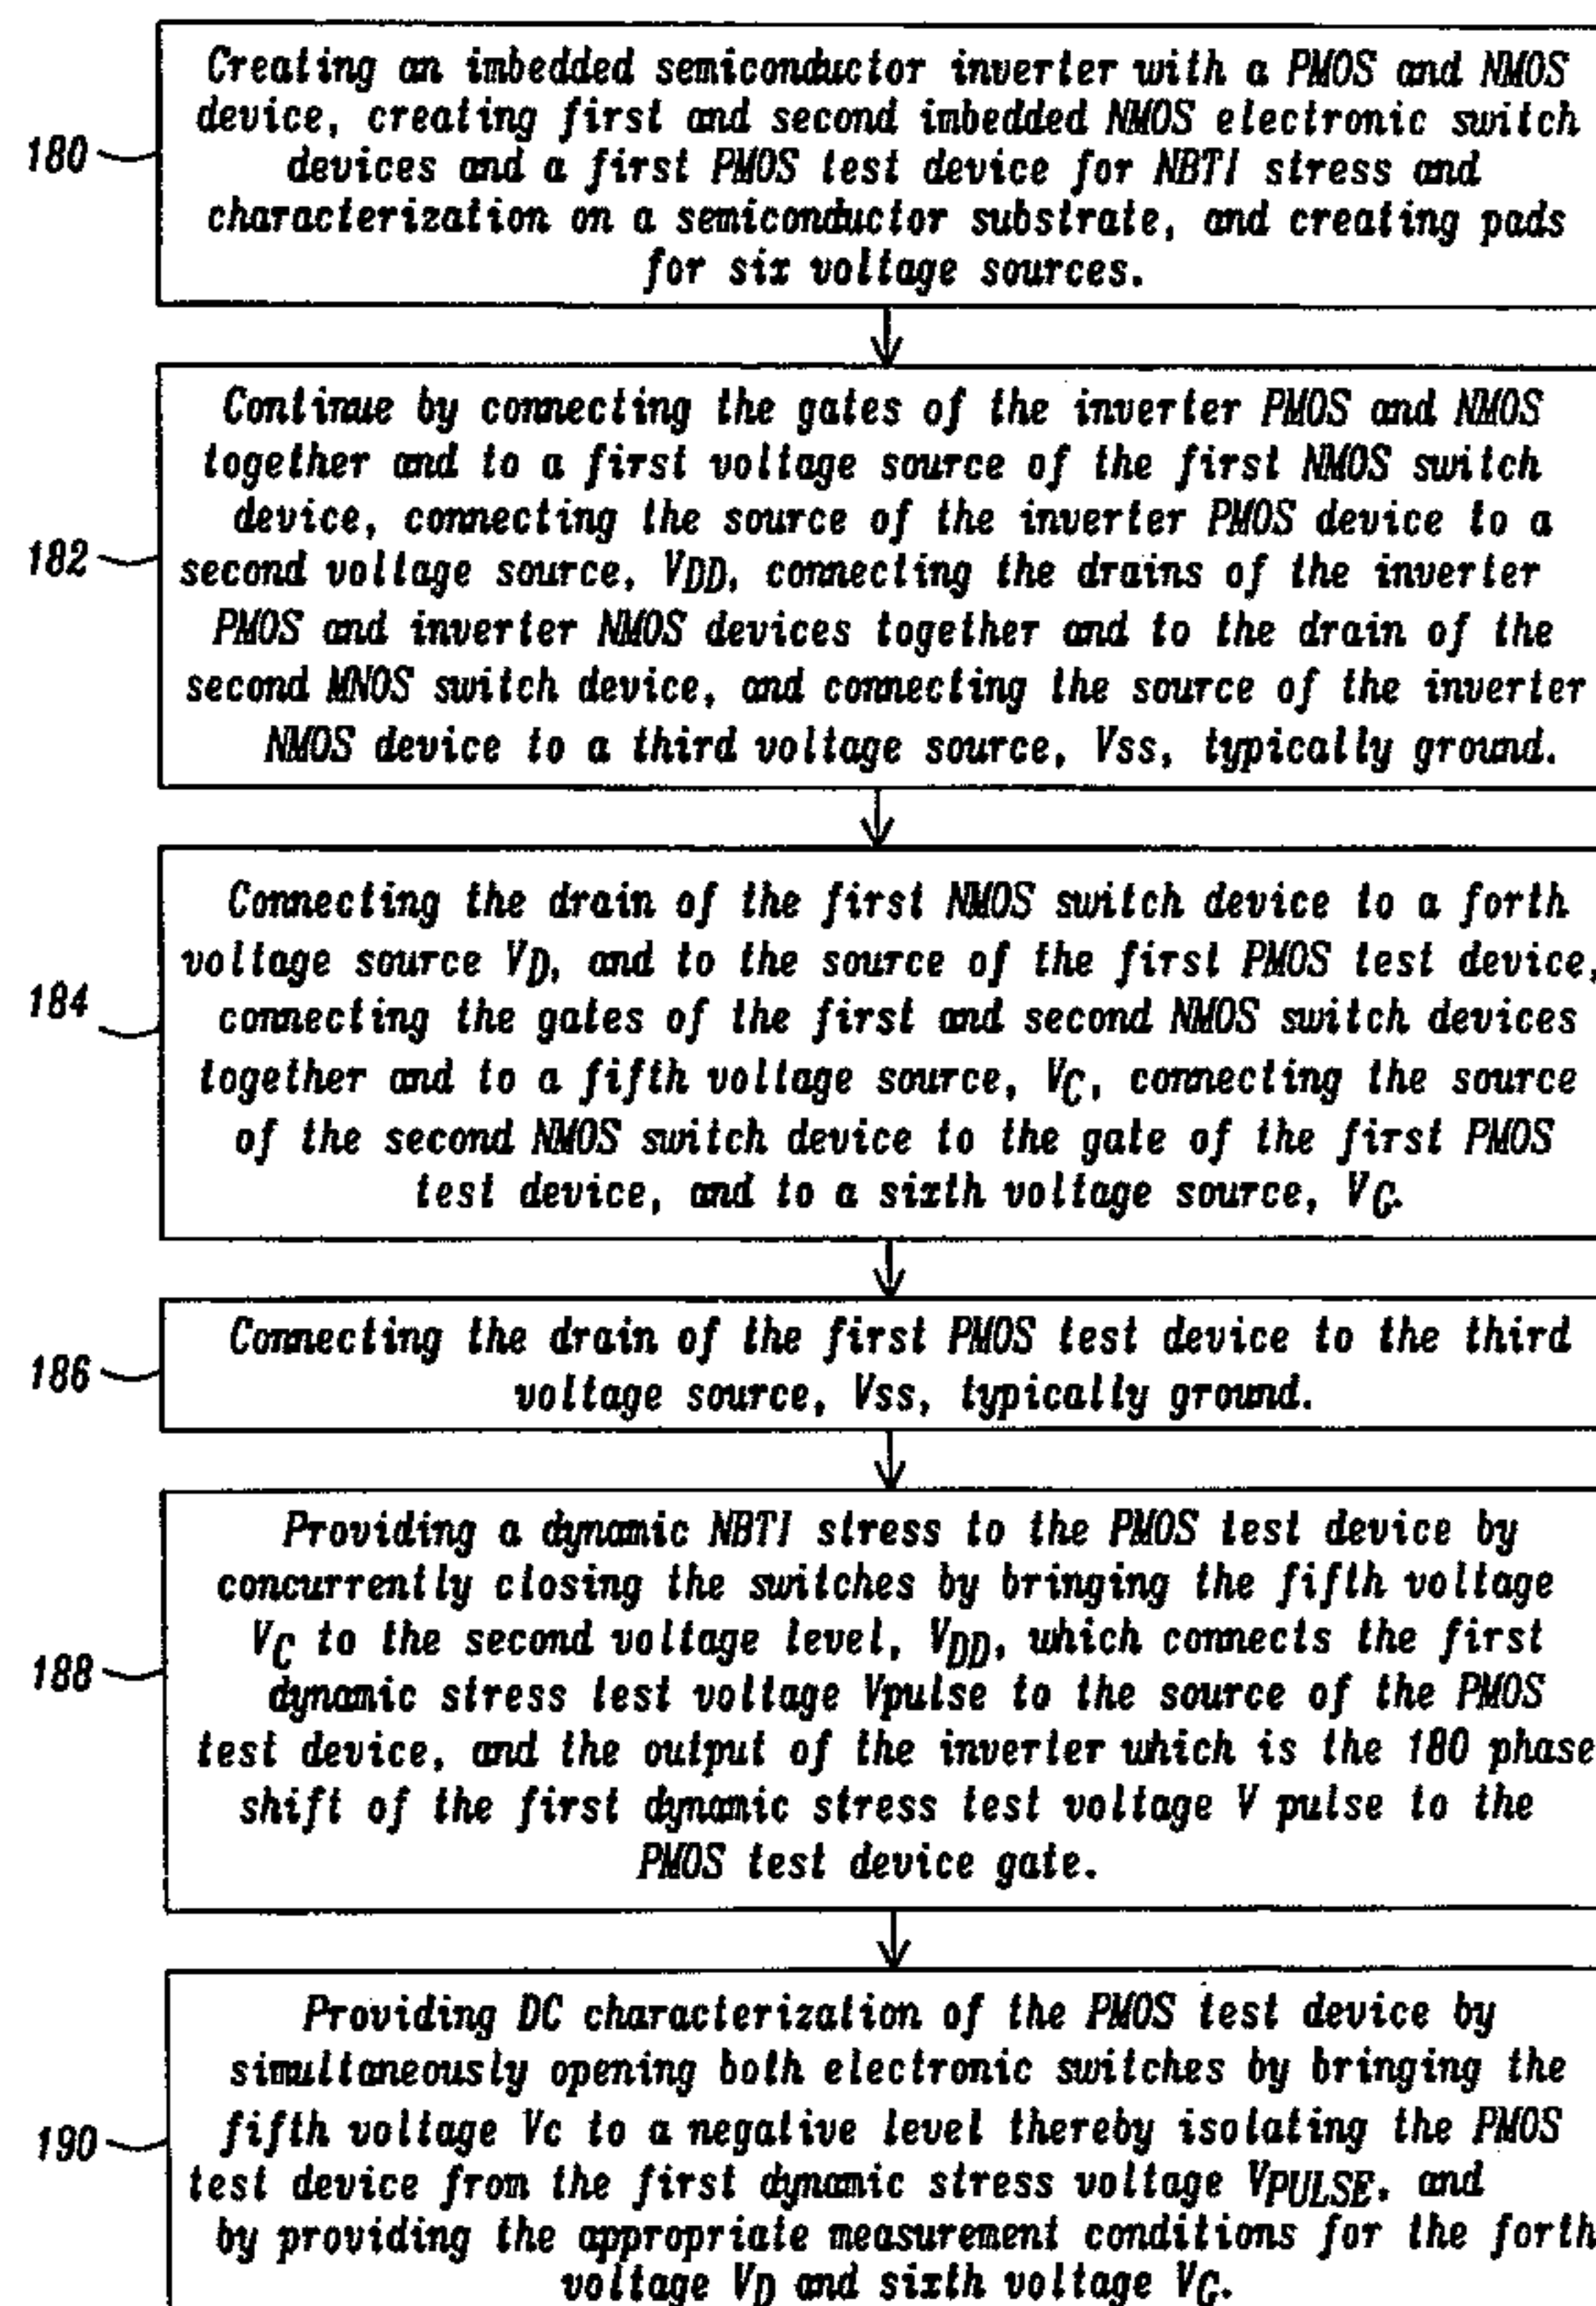 Creating an imbedded semiconductor inverter with a PMOS and NMOS
device, creating first and second imbedded NMOS electronic switch
180
devices and a first PMOS test device for NBTI stress and
characterization on a semiconductor substrate, and creating pads
for six voltage sources.
Continue by connecting the gates of the inverter PMOS and NMOS
together and to a first voltage source of the first NMOS switch
device, connecting the source of the inverter PMOS device to a
182
second voltage source, VDD, connecting the drains of the inverter
PMOS and inverter NMOS devices together and to the drain of the
second MNOS switch device, and connecting the source of the inverter
NMOS device to a third voltage source, Vss, typically ground.
Connecting the drain of the first NMOS switch device to a forth
voltage source VD, and to the source of the first PMOS test device,
184
connecting the gates of the first and second NMOS switch devices
together and to a fifth voltage source, VC, connecting the source
of the second NMOS switch device to the gate of the first PMOS
test device, and to a sixth voltage source, VG.
Connecting the drain of the first PMOS test device to the third
186
voltage source, Vss, typically ground.
Providing a dynamic NBTI stress to the PMOS test device by
concurrently closing the switches by bringing the fifth voltage
VC to the second voltage level, VDD, which connects the first
188
dynamic stress test voltage Vpulse to the source of the PMOS
test device, and the output of the inverter which is the 180 phase
shift of the first dynamic stress test voltage V pulse to the
PMOS test device gate.
Providing DC characterization of the PMOS test device by
simultaneously opening both electronic switches by bringing the
190
fifth voltage Vc to a negative level thereby isolating the PMOS
test device from the first dynamic stress voltage VPULSE, and
by providing the appropriate measurement conditions for the forth
voltage VD and sixth voltage VG.